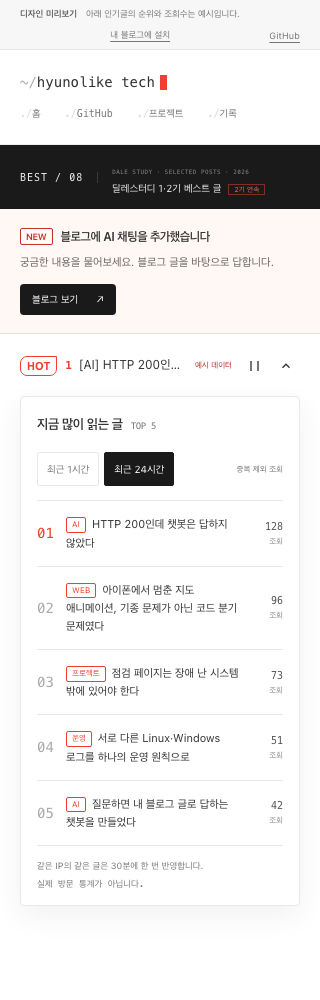 디자인 미리보기 아래 인기글의 순위와 조회수는 예시입니다.
내 블로그에 설치 GitHub
~/hyunolike tech
./홈 ./GitHub ./프로젝트 ./기록
BEST / 08
DALE STUDY · SELECTED POSTS · 2026
달레스터디 1·2기 베스트 글 2기 연속
NEW 블로그에 AI 채팅을 추가했습니다
궁금한 내용을 물어보세요. 블로그 글을 바탕으로 답합니다.
블로그 보기 ↗
HOT 1 [AI] HTTP 200인... 예시 데이터
지금 많이 읽는 글 TOP 5
최근 1시간 최근 24시간 중복 제외 조회
01 AI HTTP 200인데 챗봇은 답하지 128
않았다 조회
WEB 아이폰에서 멈춘 지도 96
02 애니메이션, 기종 문제가 아닌 코드 분기 조회
문제였다
03 프로젝트 점검 페이지는 장애 난 시스템 73
밖에 있어야 한다 조회
04 운영 서로 다른 Linux·Windows 51
로그를 하나의 운영 원칙으로 조회
05 AI 질문하면 내 블로그 글로 답하는 42
챗봇을 만들었다 조회
같은 IP의 같은 글은 30분에 한 번 반영합니다.
실제 방문 통계가 아닙니다.